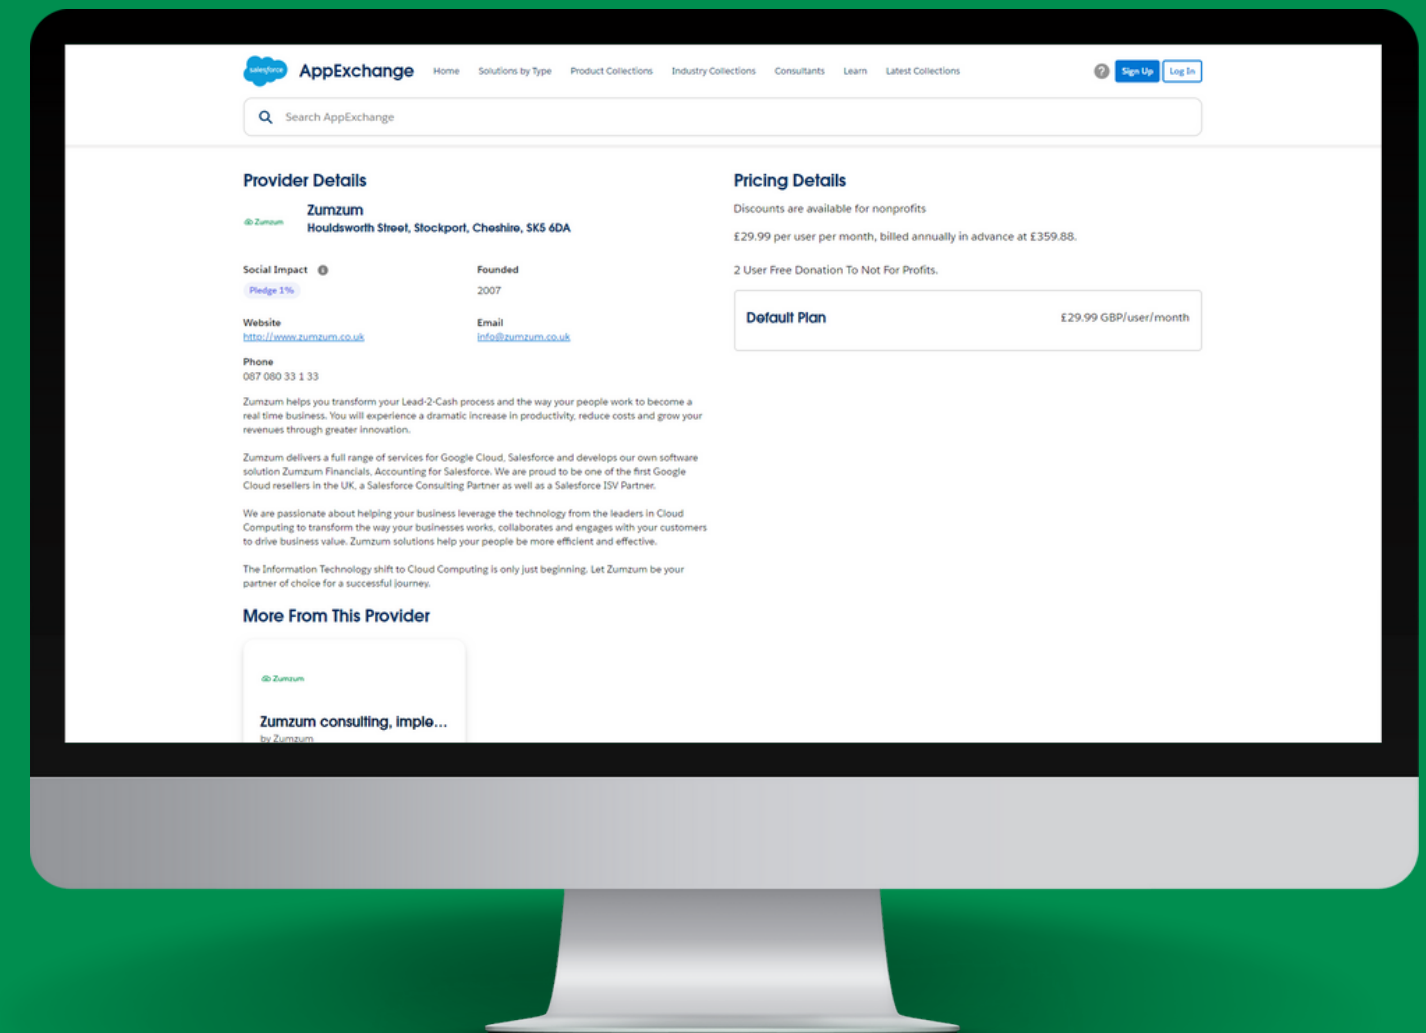 salesforce AppExchange Home Solutions by Type Product Collections Industry Collections Consultants Learn Latest Collections ? Sign Up Log In
Search AppExchange
Provider Details
Zumzum
Zumzum
Houldsworth Street, Stockport, Cheshire, SK5 6DA
Social Impact
Founded
Pledge 1%
2007
Website
Email
http://www.zumzum.co.uk
info@zumzum.co.uk
Phone
087 080 33 1 33
Zumzum helps you transform your Lead-2-Cash process and the way your people work to become a
real time business. You will experience a dramatic increase in productivity, reduce costs and grow your
revenues through greater innovation.
Zumzum delivers a full range of services for Google Cloud, Salesforce and develops our own software
solution Zumzum Financials, Accounting for Salesforce. We are proud to be one of the first Google
Cloud resellers in the UK, a Salesforce Consulting Partner as well as a Salesforce ISV Partner.
We are passionate about helping your business leverage the technology from the leaders in Cloud
Computing to transform the way your businesses works, collaborates and engages with your customers
to drive business value. Zumzum solutions help your people be more efficient and effective.
The Information Technology shift to Cloud Computing is only just beginning. Let Zumzum be your
partner of choice for a successful journey.
More From This Provider
Zumzum
Zumzum consulting, imple...
by Zumzum
Pricing Details
Discounts are available for nonprofits
£29.99 per user per month, billed annually in advance at £359.88.
2 User Free Donation To Not For Profits.
Default Plan
£29.99 GBP/user/month